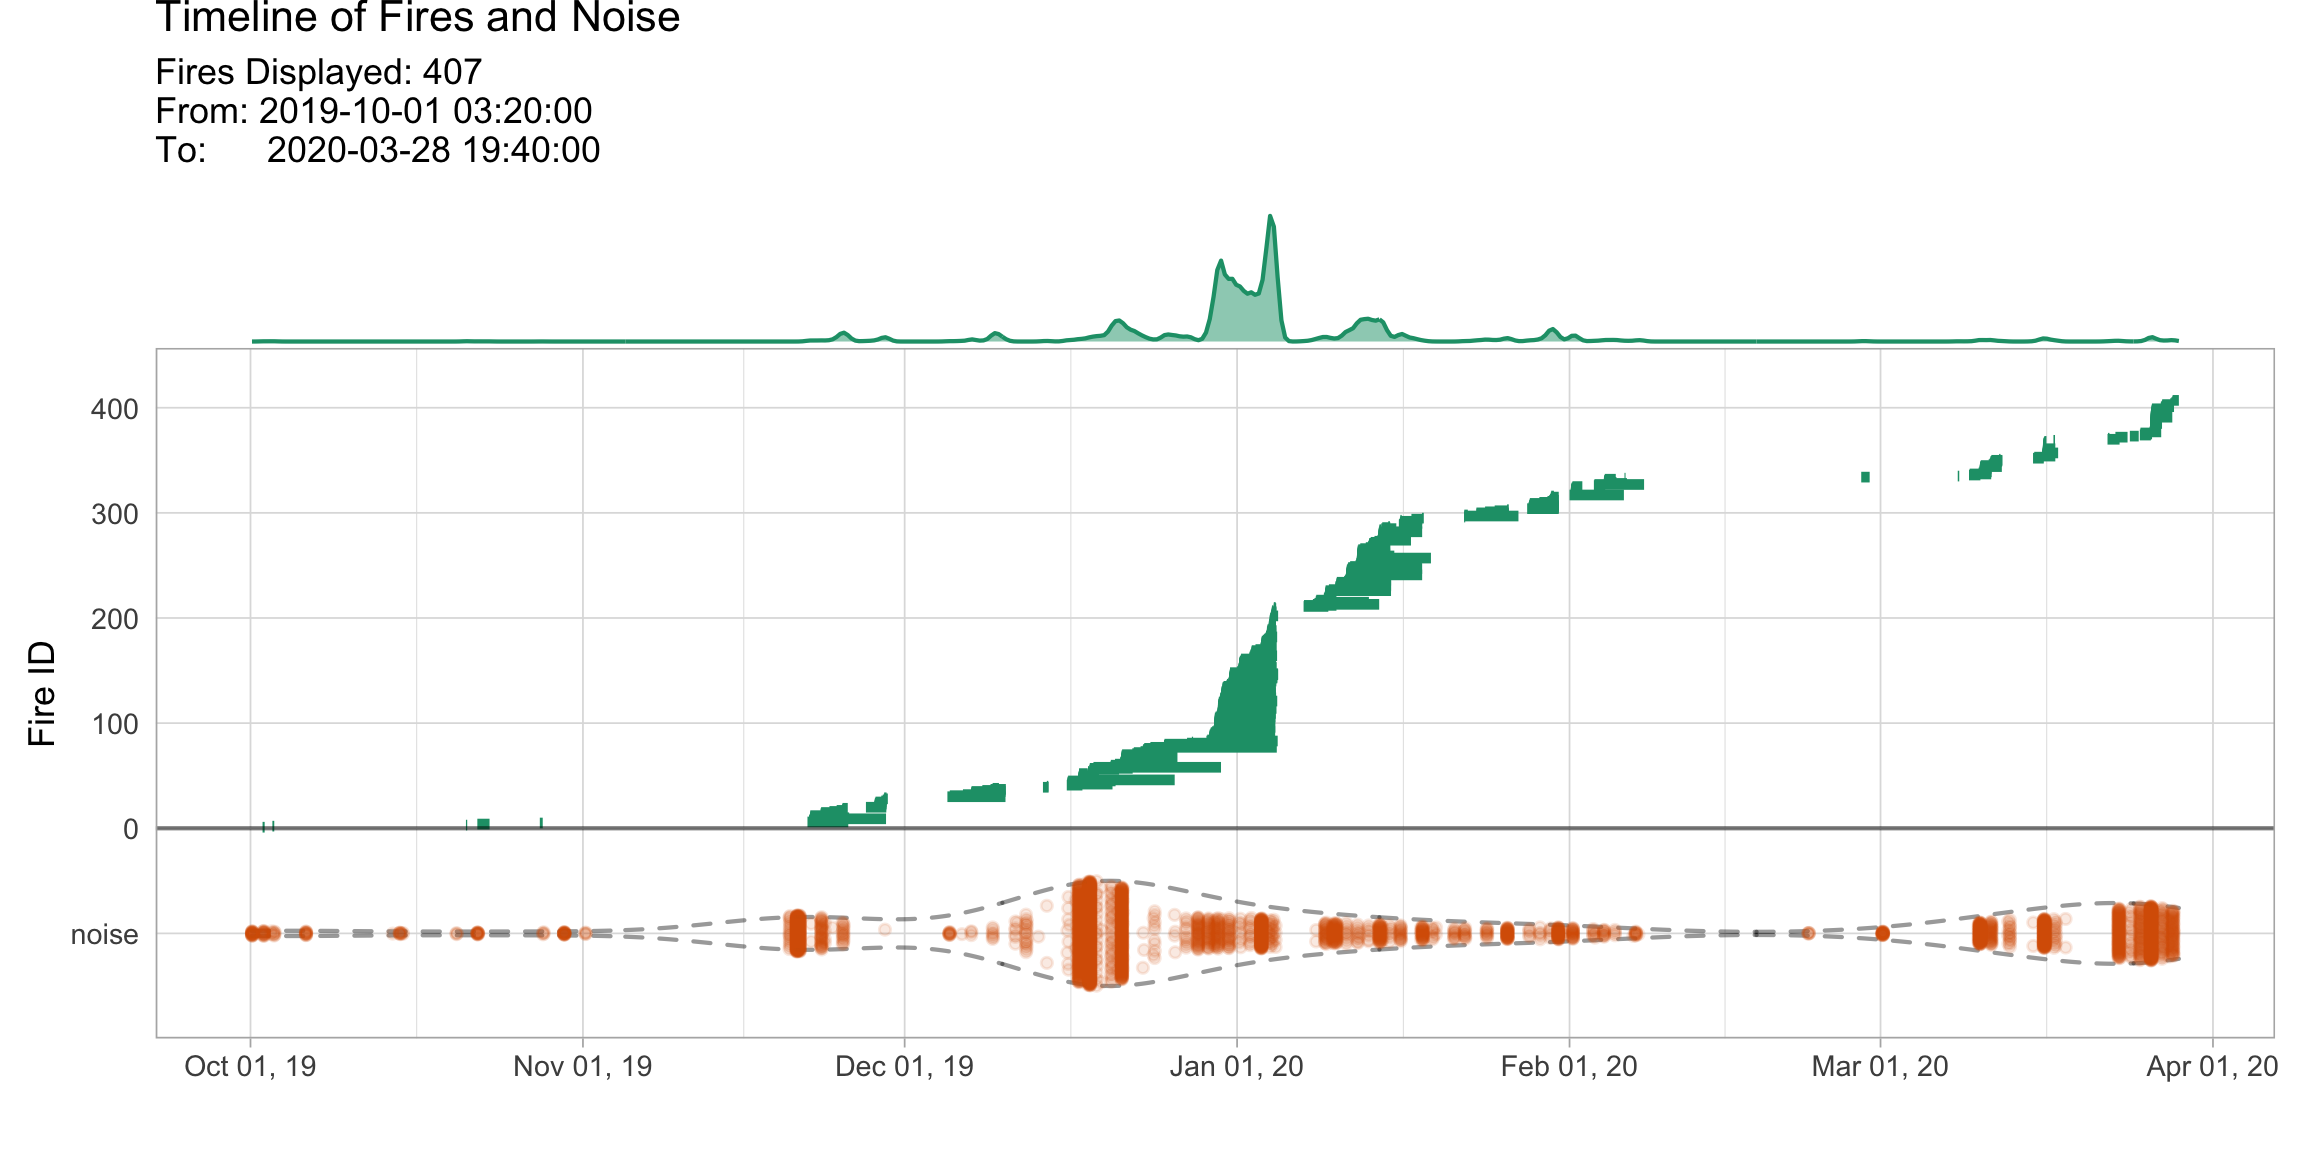 Timeline of Fires and Noise
Fires Displayed: 407
From: 2019-10-01 03:20:00
To: 2020-03-28 19:40:00
Fire ID
400
300
200
100
0
noise
Oct 01, 19
Nov 01, 19
Dec 01, 19
Jan 01, 20
Feb 01, 20
Mar 01, 20
Apr 01, 20